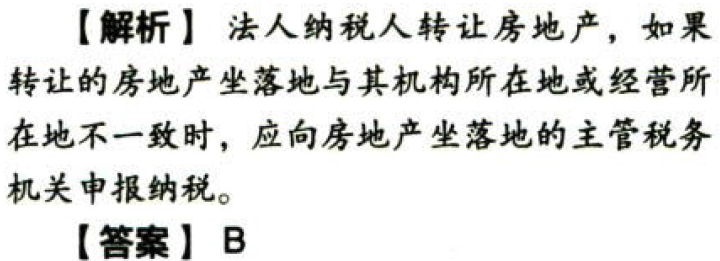 【解析】 法人纳税人转让房地产，如果
转让的房地产坐落地与其机构所在地或经营所
在地不一致时，应向房地产坐落地的主管税务
机关申报纳税。
【答案】 B